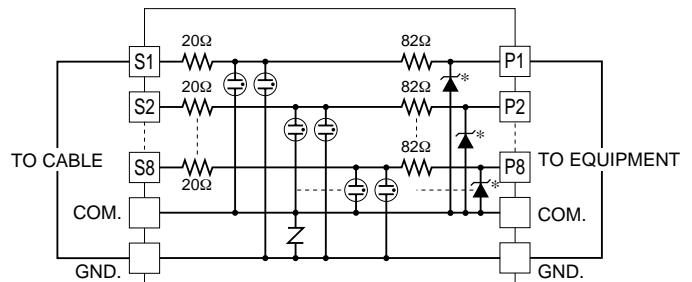 20Ω 82Ω
S1 P1
20Ω 82Ω
S2 * P2
82Ω *
TO CABLE S8 P8 TO EQUIPMENT
20Ω *
COM. COM.
GND. GND.